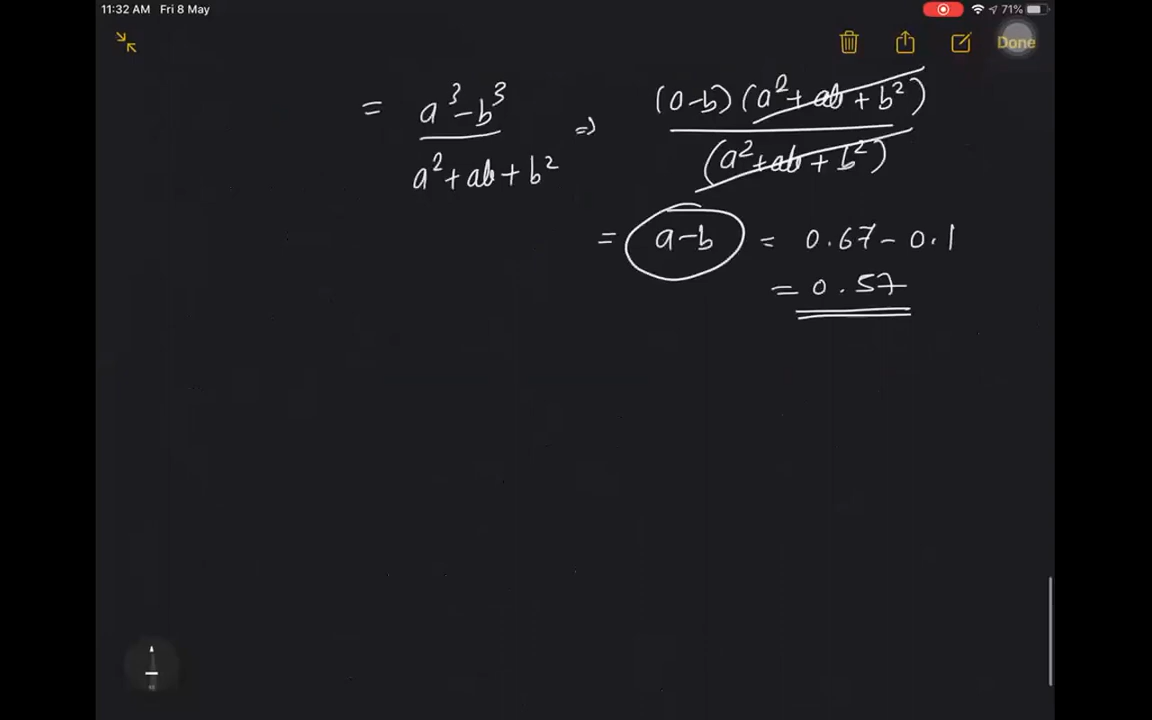 11:32 AM Fri 8 May 71%
Done
= a³-b³ / a²+ab+b² => (a-b)(a²+ab+b²) / (a²+ab+b²)
= a-b = 0.67-0.1
= 0.57